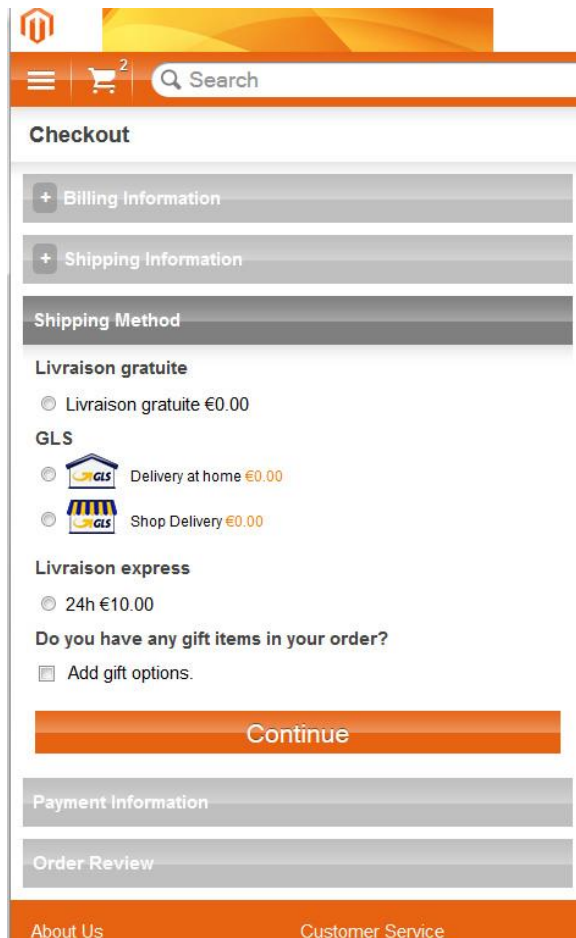 2
Search
Checkout
+ Billing Information
+ Shipping Information
Shipping Method
Livraison gratuite
Livraison gratuite €0.00
GLS
GLS Delivery at home €0.00
GLS Shop Delivery €0.00
Livraison express
24h €10.00
Do you have any gift items in your order?
Add gift options.
Continue
Payment Information
Order Review
About Us Customer Service